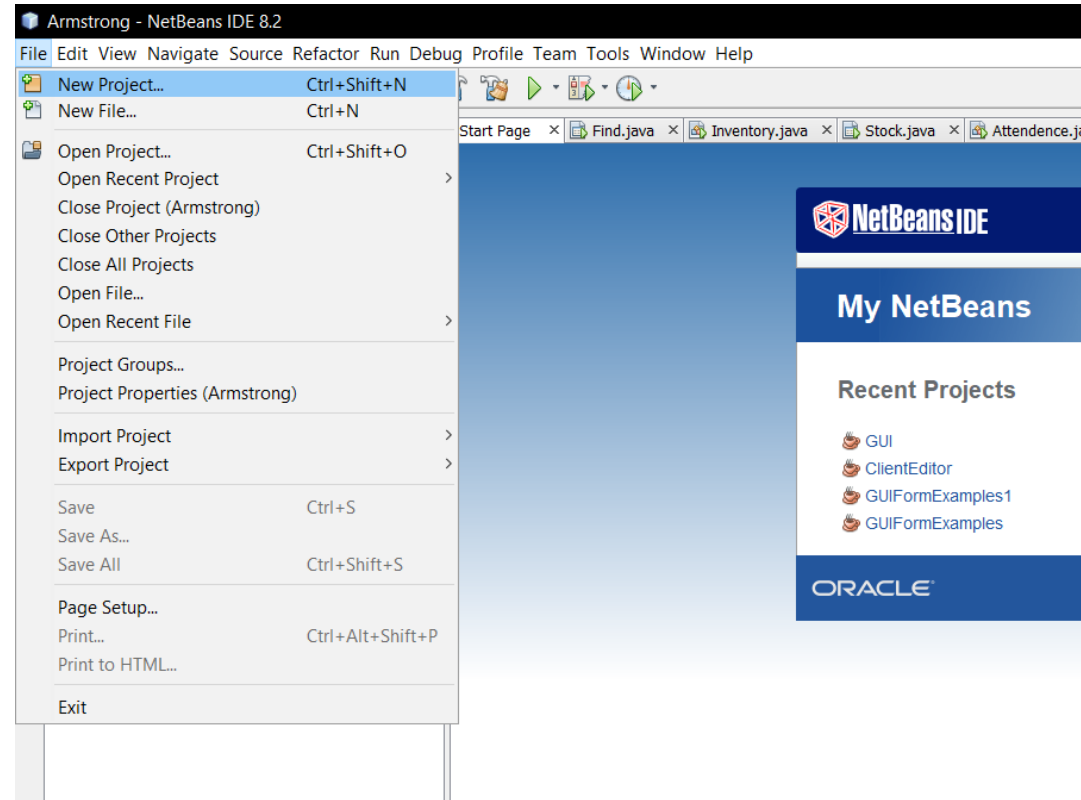 Armstrong - NetBeans IDE 8.2
File Edit View Navigate Source Refactor Run Debug Profile Team Tools Window Help
New Project... Ctrl+Shift+N
New File... Ctrl+N
Start Page Find.java Inventory.java Stock.java Attendence.ja
Open Project... Ctrl+Shift+O
Open Recent Project
Close Project (Armstrong)
Close Other Projects
Close All Projects
Open File...
Open Recent File
Project Groups...
Project Properties (Armstrong)
Import Project
Export Project
Save Ctrl+S
Save As...
Save All Ctrl+Shift+S
Page Setup...
Print... Ctrl+Alt+Shift+P
Print to HTML...
Exit
NetBeans IDE
My NetBeans
Recent Projects
GUI
ClientEditor
GUIFormExamples1
GUIFormExamples
ORACLE